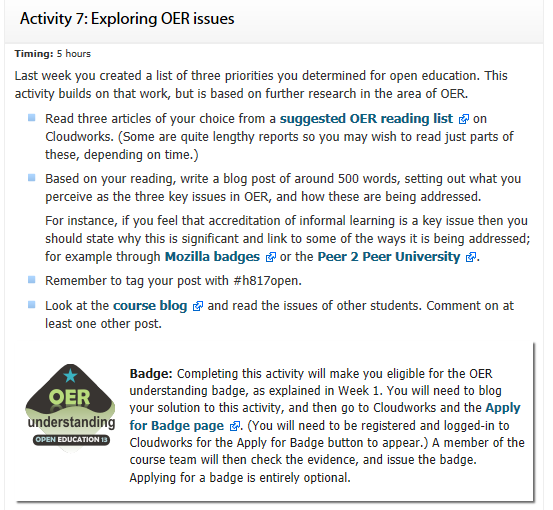 Activity 7: Exploring OER issues
Timing: 5 hours
Last week you created a list of three priorities you determined for open education. This
activity builds on that work, but is based on further research in the area of OER.
Read three articles of your choice from a suggested OER reading list on
Cloudworks. (Some are quite lengthy reports so you may wish to read just parts of
these, depending on time.)
Based on your reading, write a blog post of around 500 words, setting out what you
perceive as the three key issues in OER, and how these are being addressed.
For instance, if you feel that accreditation of informal learning is a key issue then you
should state why this is significant and link to some of the ways it is being addressed;
for example through Mozilla badges or the Peer 2 Peer University.
Remember to tag your post with #h817open.
Look at the course blog and read the issues of other students. Comment on at
least one other post.
OER
understanding
OPEN EDUCATION 13
Badge: Completing this activity will make you eligible for the OER
understanding badge, as explained in Week 1. You will need to blog
your solution to this activity, and then go to Cloudworks and the Apply
for Badge page. (You will need to be registered and logged-in to
Cloudworks for the Apply for Badge button to appear.) A member of the
course team will then check the evidence, and issue the badge.
Applying for a badge is entirely optional.